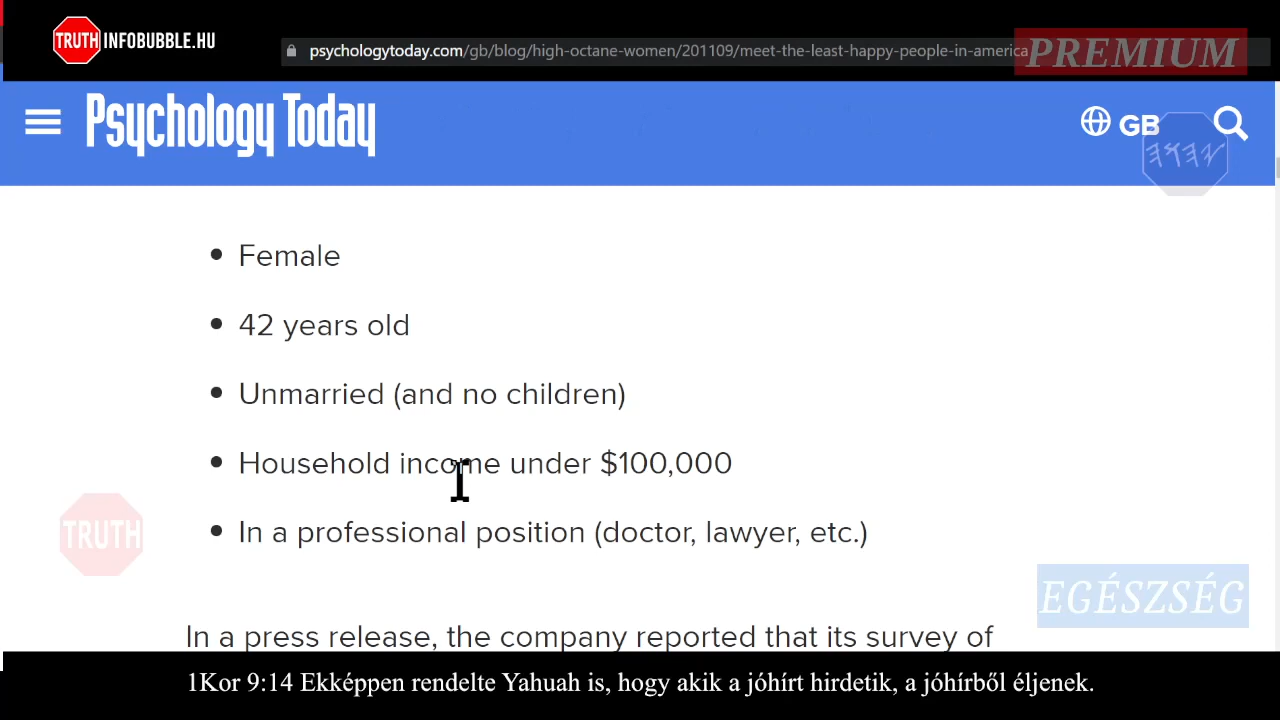 TRUTH INFOBUBBLE.HU
psychologytoday.com/gb/blog/high-octane-women/201109/meet-the-least-happy-people-in-america
PREMIUM
Psychology Today
GB
𐤉𐤄𐤅𐤄
• Female
• 42 years old
• Unmarried (and no children)
• Household income under $100,000
TRUTH
• In a professional position (doctor, lawyer, etc.)
EGÉSZSÉG
In a press release, the company reported that its survey of
1Kor 9:14 Ekképpen rendelte Yahuah is, hogy akik a jóhírt hirdetik, a jóhírből éljenek.